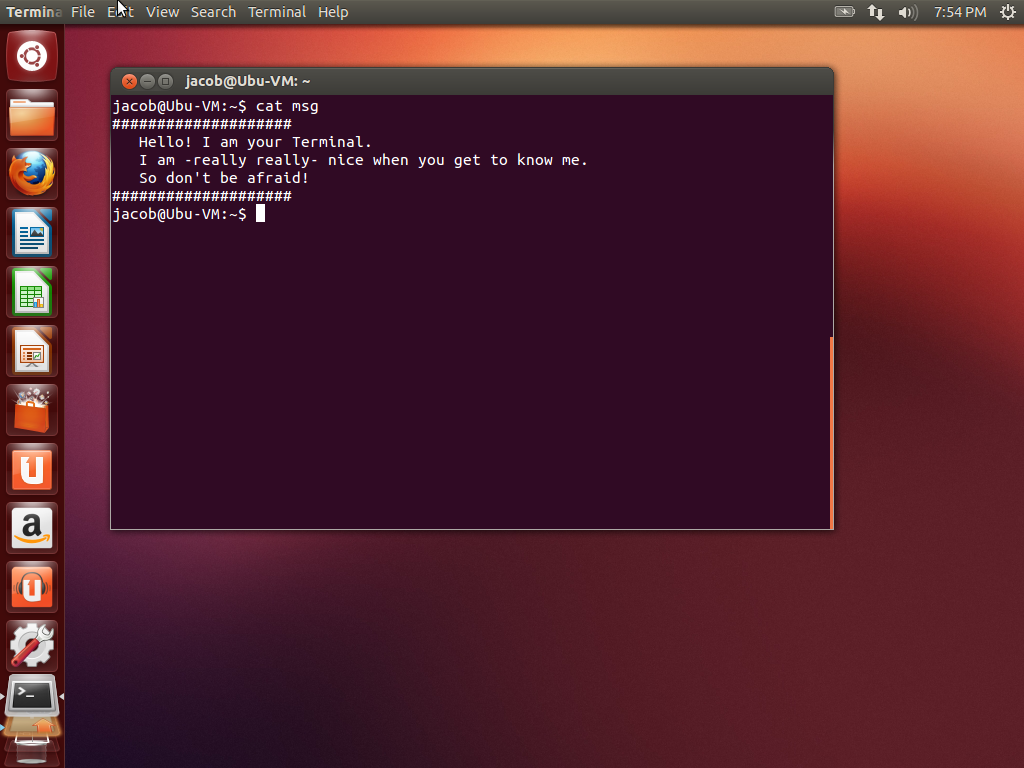 Termina File Edit View Search Terminal Help 7:54 PM
jacob@Ubu-VM: ~
jacob@Ubu-VM:~$ cat msg
####################
   Hello! I am your Terminal.
   I am -really really- nice when you get to know me.
   So don't be afraid!
####################
jacob@Ubu-VM:~$